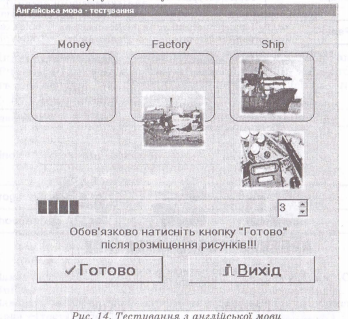 Англійська мова - тестування
Money Factory Ship
3
Обов'язково натисніть кнопку "Готово"
після розміщення рисунків!!!
Готово Вихід
Рис. 14. Тестування з англійської мови